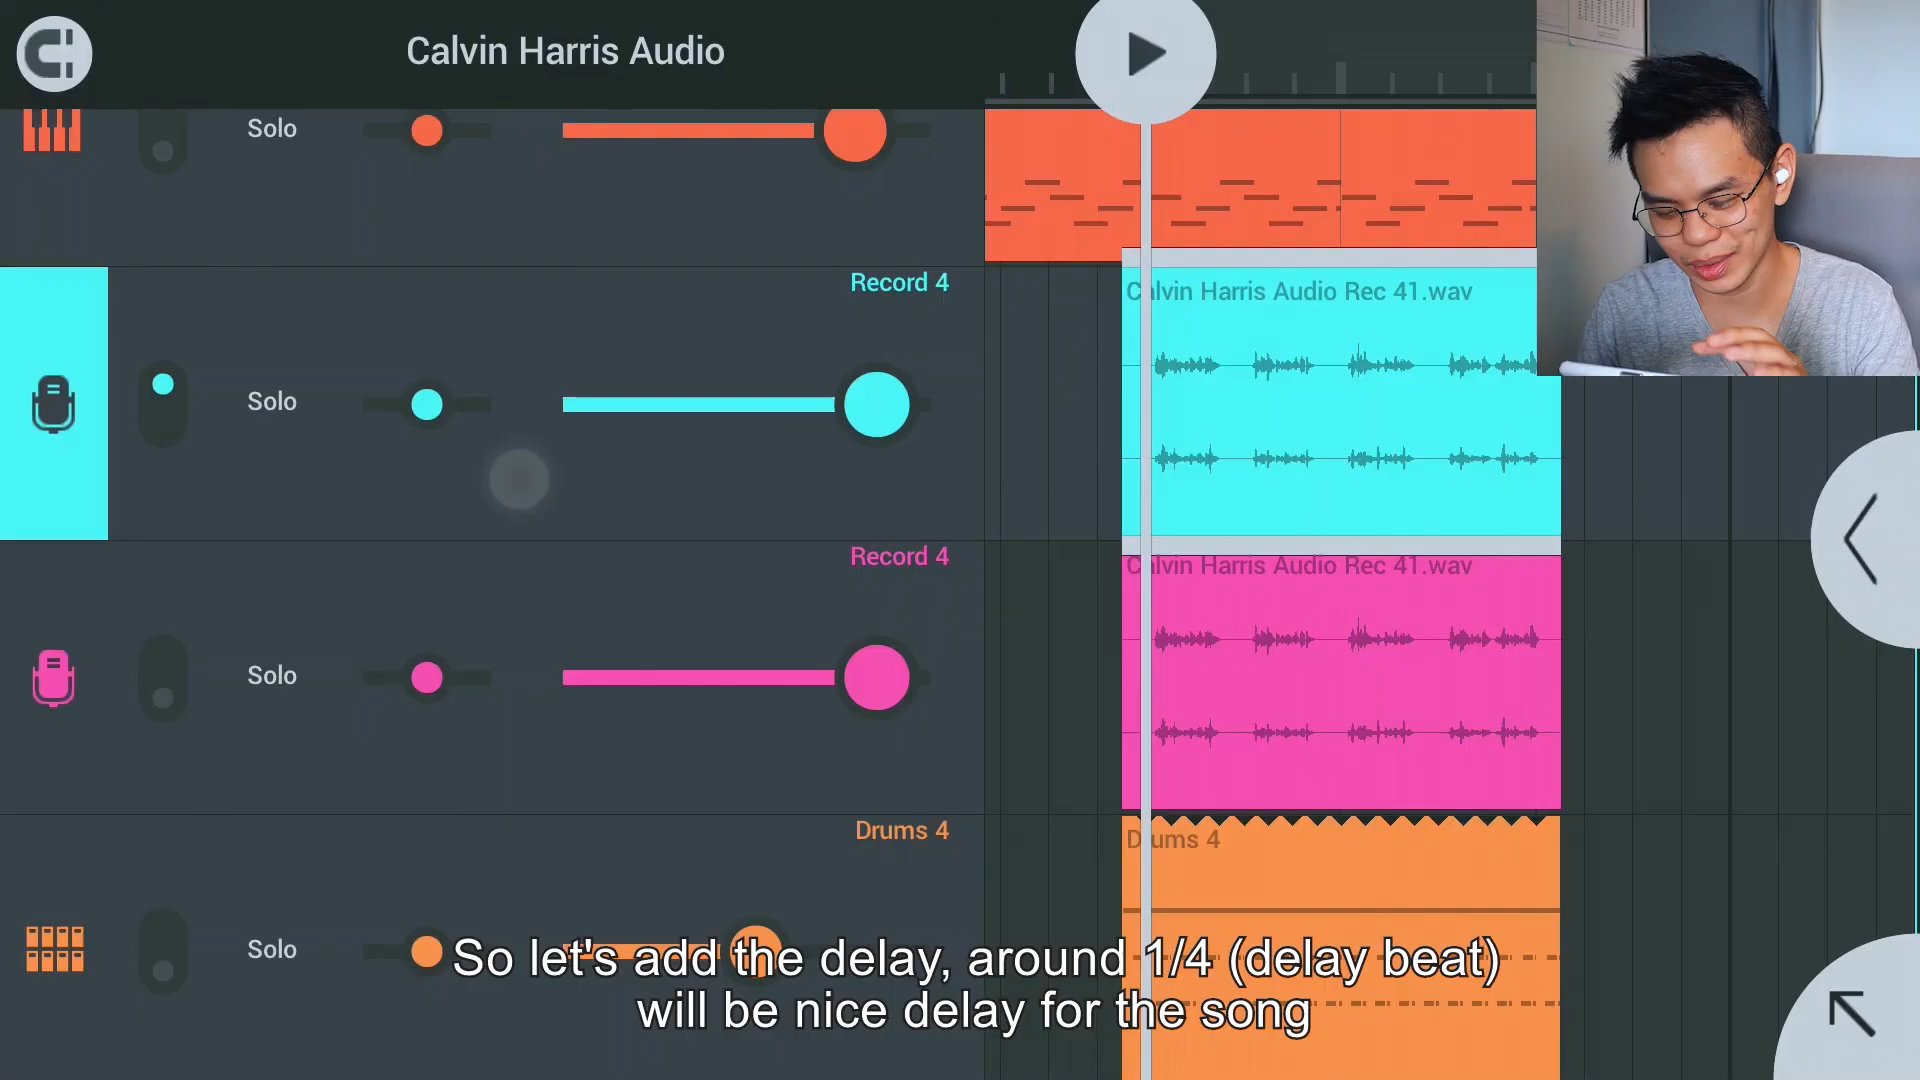 Calvin Harris Audio
Solo
Record 4
Calvin Harris Audio Rec 41.wav
Solo
Record 4
Calvin Harris Audio Rec 41.wav
Solo
Drums 4
Drums 4
Solo
So let's add the delay, around 1/4 (delay beat)
will be nice delay for the song